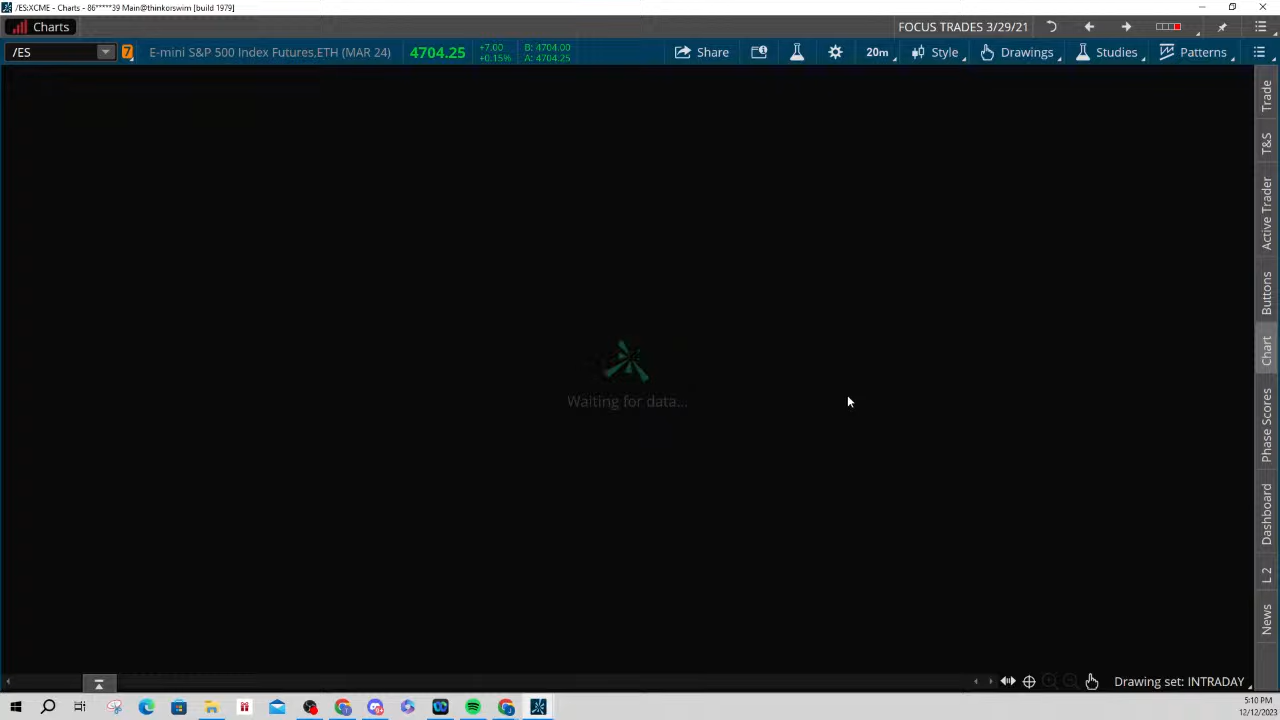 /ES:XCME - Charts - 86*****39 Main@thinkorswim [build 1979]
Charts
FOCUS TRADES 3/29/21
/ES
7
E-mini S&P 500 Index Futures,ETH (MAR 24)
4704.25
+7.00
+0.15%
B: 4704.00
A: 4704.25
Share
20m
Style
Drawings
Studies
Patterns
Trade
T&S
Active Trader
Buttons
Chart
Phase Scores
Dashboard
L 2
News
Waiting for data...
Drawing set: INTRADAY
5:10 PM
12/12/2023